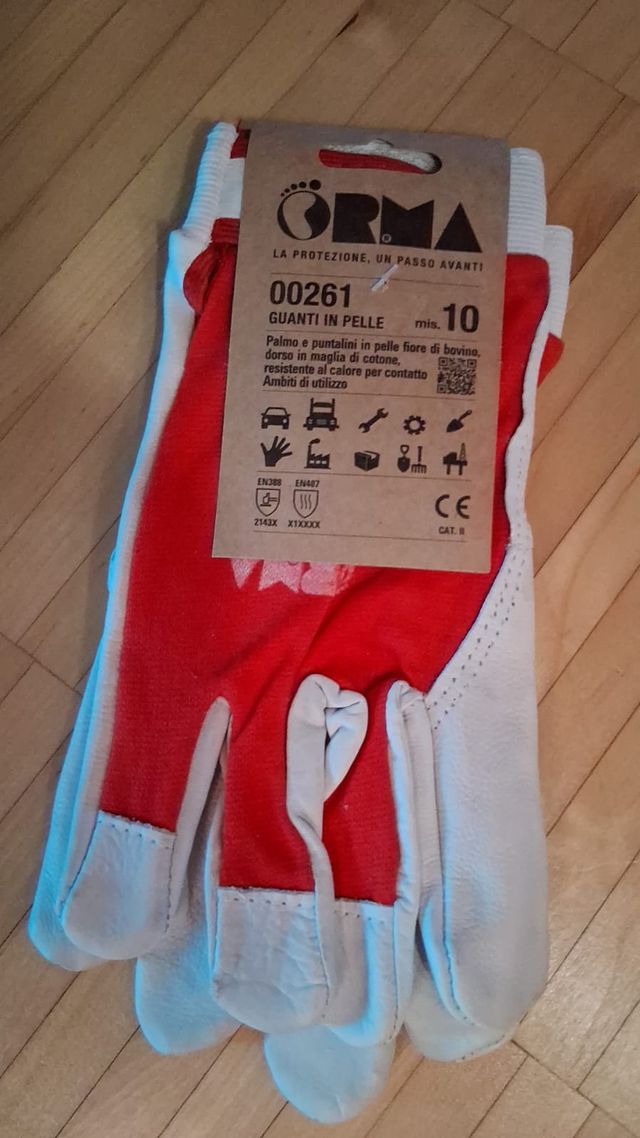 ORMA
®
LA PROTEZIONE, UN PASSO AVANTI
00261
GUANTI IN PELLE mis. 10
Palmo e puntalini in pelle fiore di bovino,
dorso in maglia di cotone,
resistente al calore per contatto
Ambiti di utilizzo
EN388 EN407
2143X X1XXXX
CE
CAT. II